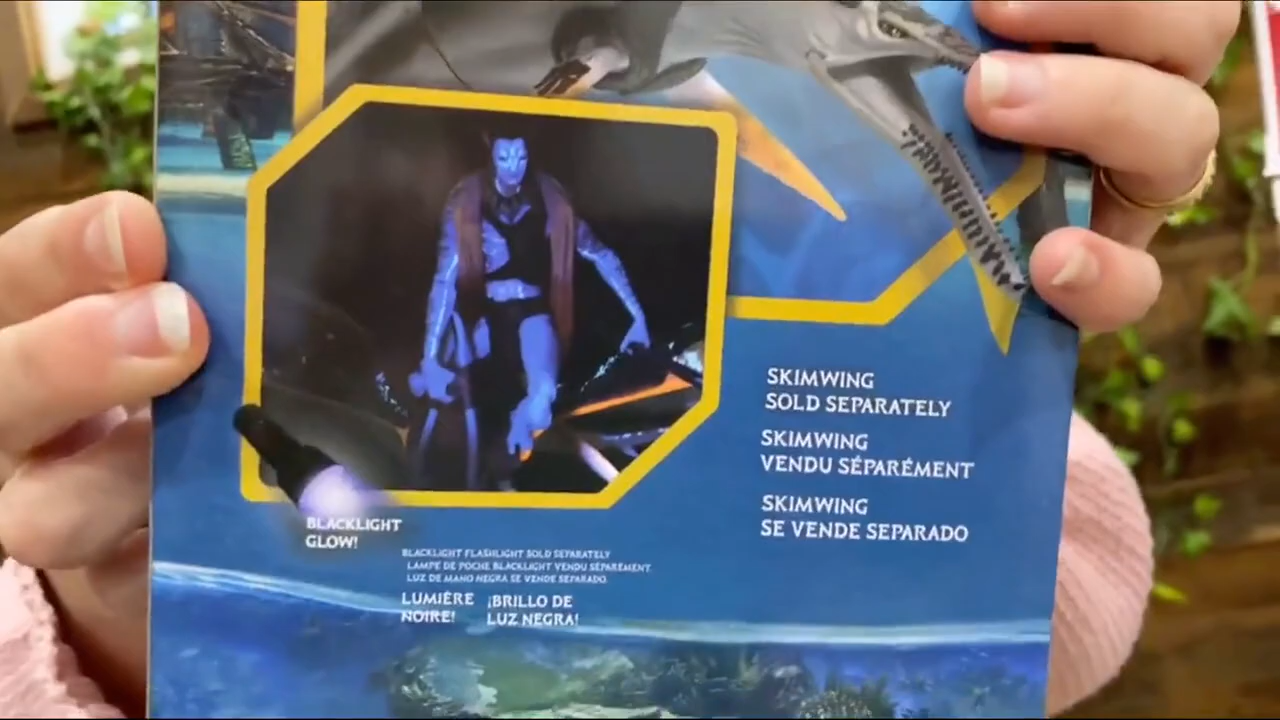 SKIMWING
SOLD SEPARATELY
SKIMWING
VENDU SÉPARÉMENT
SKIMWING
SE VENDE SEPARADO
BLACKLIGHT
GLOW!
BLACKLIGHT FLASHLIGHT SOLD SEPARATELY
LAMPE DE POCHE BLACKLIGHT VENDU SÉPARÉMENT.
LUZ DE MANO NEGRA SE VENDE SEPARADO.
LUMIÈRE
NOIRE!
¡BRILLO DE
LUZ NEGRA!